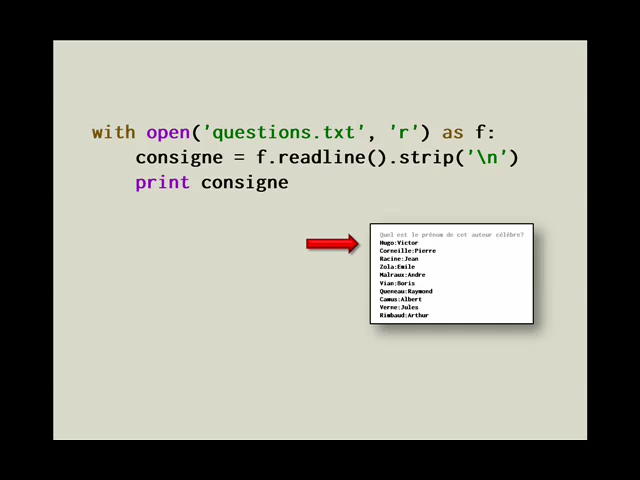 with open('questions.txt', 'r') as f:
consigne = f.readline().strip('\n')
print consigne
Quel est le prénom de cet auteur célèbre?
Hugo:Victor
Corneille:Pierre
Racine:Jean
Zola:Emile
Malraux:Andre
Vian:Boris
Queneau:Raymond
Camus:Albert
Verne:Jules
Rimbaud:Arthur